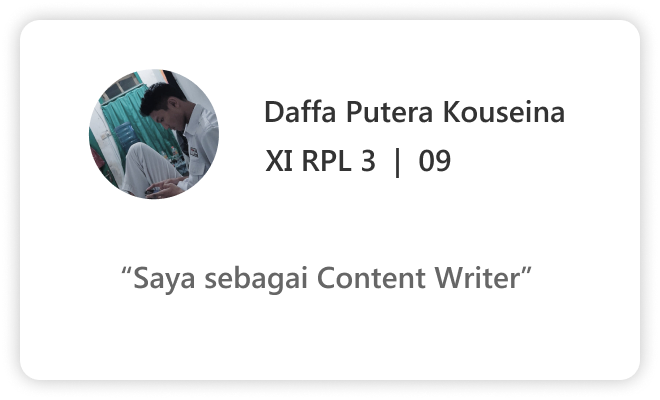 Daffa Putera Kouseina
XI RPL 3 | 09
“Saya sebagai Content Writer”